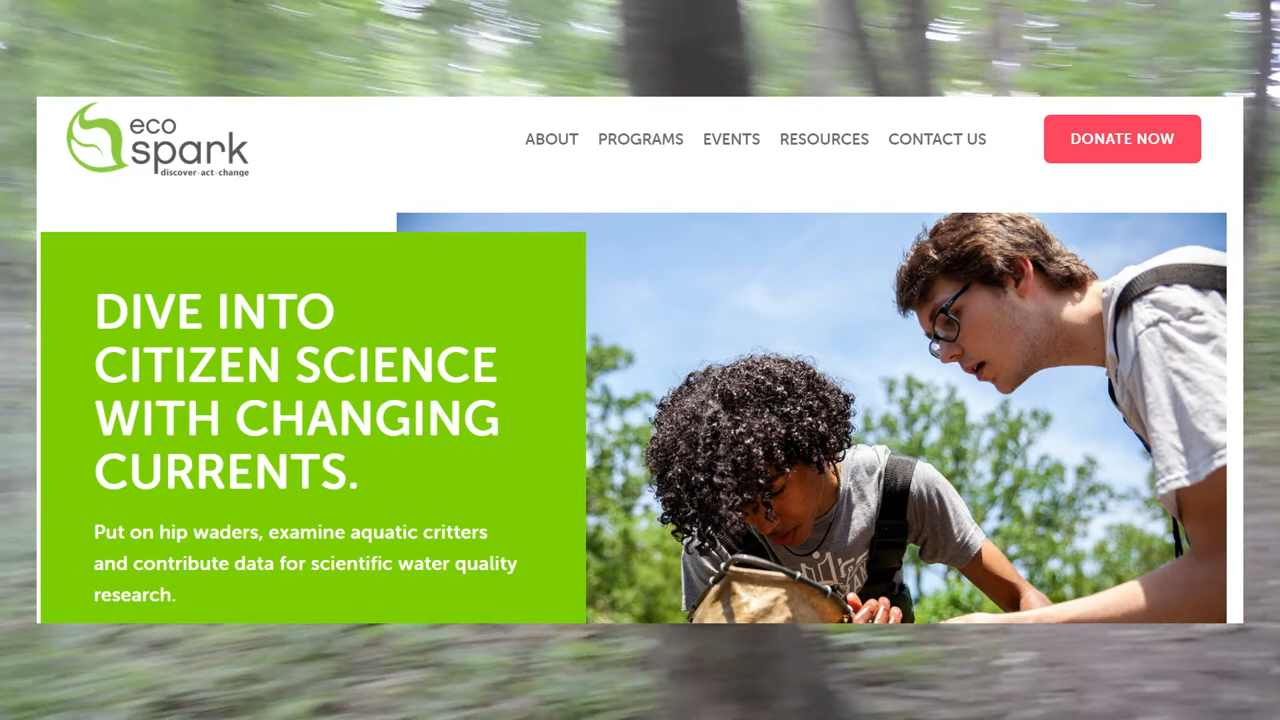 eco
spark
discover·act·change
ABOUT PROGRAMS EVENTS RESOURCES CONTACT US DONATE NOW
DIVE INTO
CITIZEN SCIENCE
WITH CHANGING
CURRENTS.
Put on hip waders, examine aquatic critters
and contribute data for scientific water quality
research.